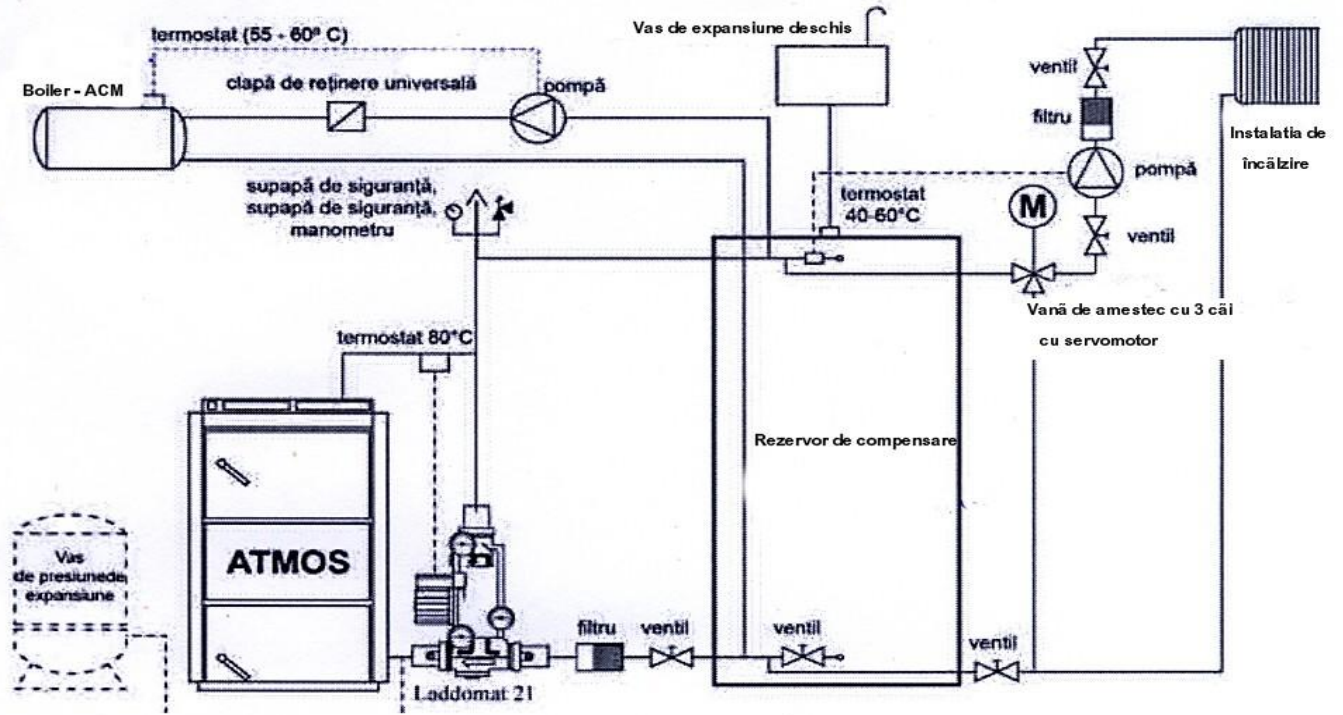 termostat (55 - 60º C)
Vas de expansiune deschis
Boiler - ACM
clapă de reținere universală
pompă
ventil
filtru
Instalatia de
încălzire
supapă de siguranță,
supapă de siguranță,
manometru
termostat
40-60°C
pompă
M
ventil
Vană de amestec cu 3 căi
cu servomotor
termostat 80°C
Rezervor de compensare
ATMOS
Vas
de presiunede
expansiune
filtru
ventil
ventil
ventil
Laddomat 21